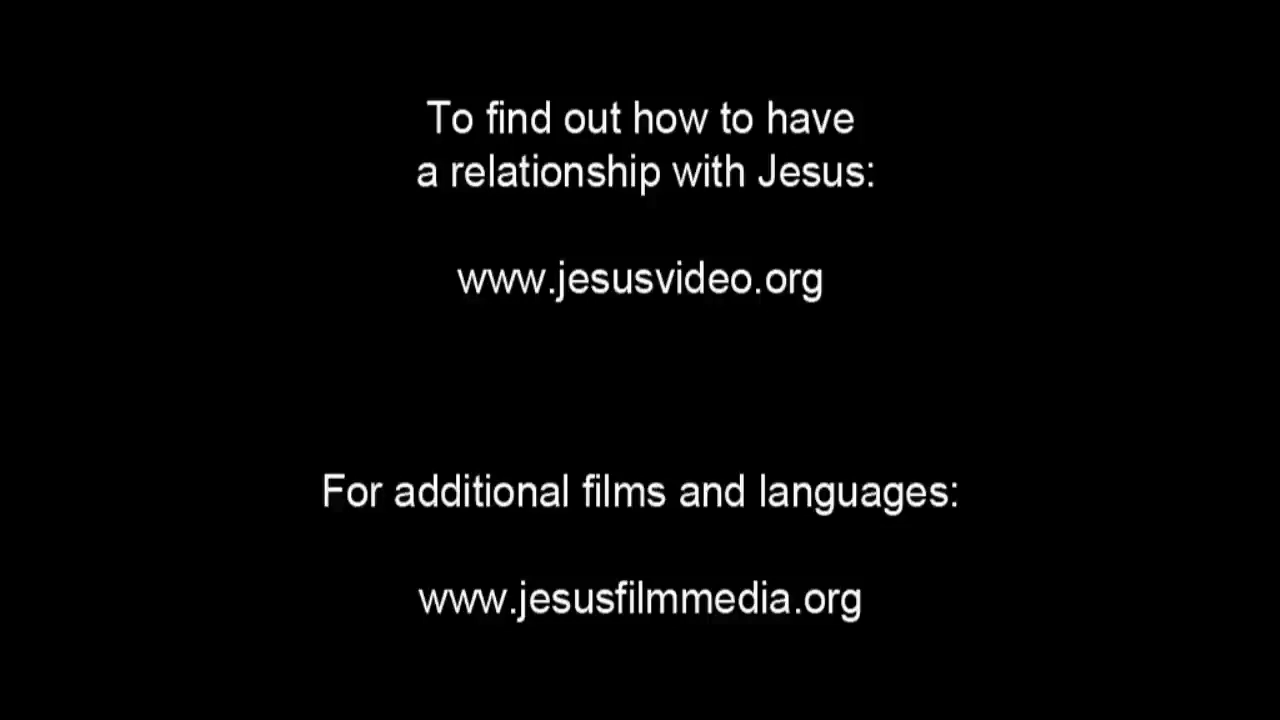 To find out how to have
a relationship with Jesus:
www.jesusvideo.org
For additional films and languages:
www.jesusfilmmedia.org